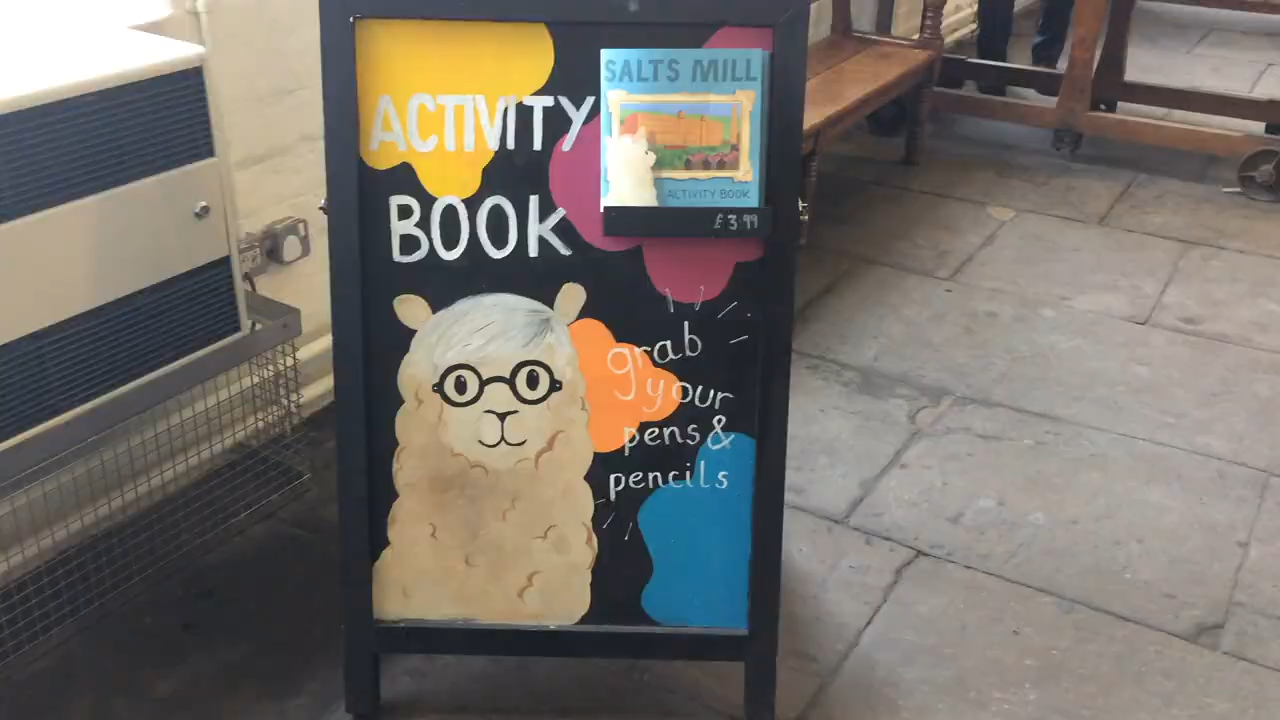 ACTIVITY
BOOK
SALTS MILL
ACTIVITY BOOK
£3.99
grab
your
pens &
pencils